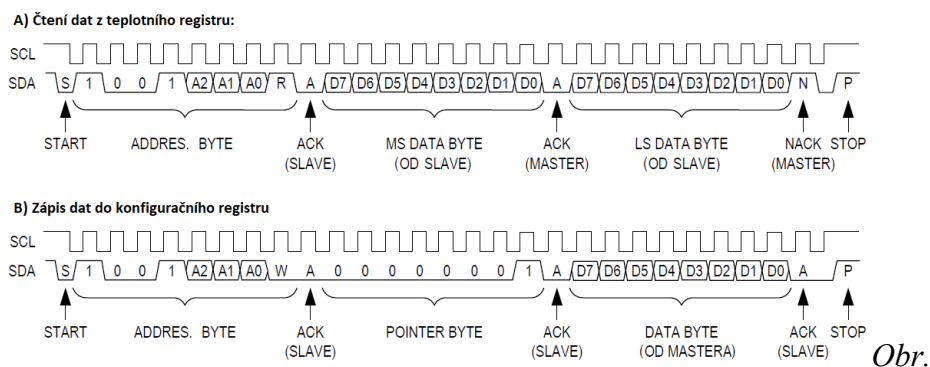 A) Čtení dat z teplotního registru:
SCL
SDA S 1 0 0 1 A2 A1 A0 R A D7 D6 D5 D4 D3 D2 D1 D0 A D7 D6 D5 D4 D3 D2 D1 D0 N P
START ADDRES. BYTE ACK MS DATA BYTE ACK LS DATA BYTE NACK STOP
(SLAVE) (OD SLAVE) (MASTER) (OD SLAVE) (MASTER)
B) Zápis dat do konfiguračního registru
SCL
SDA S 1 0 0 1 A2 A1 A0 W A 0 0 0 0 0 0 0 1 A D7 D6 D5 D4 D3 D2 D1 D0 A P
START ADDRES. BYTE ACK POINTER BYTE ACK DATA BYTE ACK STOP
(SLAVE) (SLAVE) (OD MASTERA) (SLAVE)
Obr.